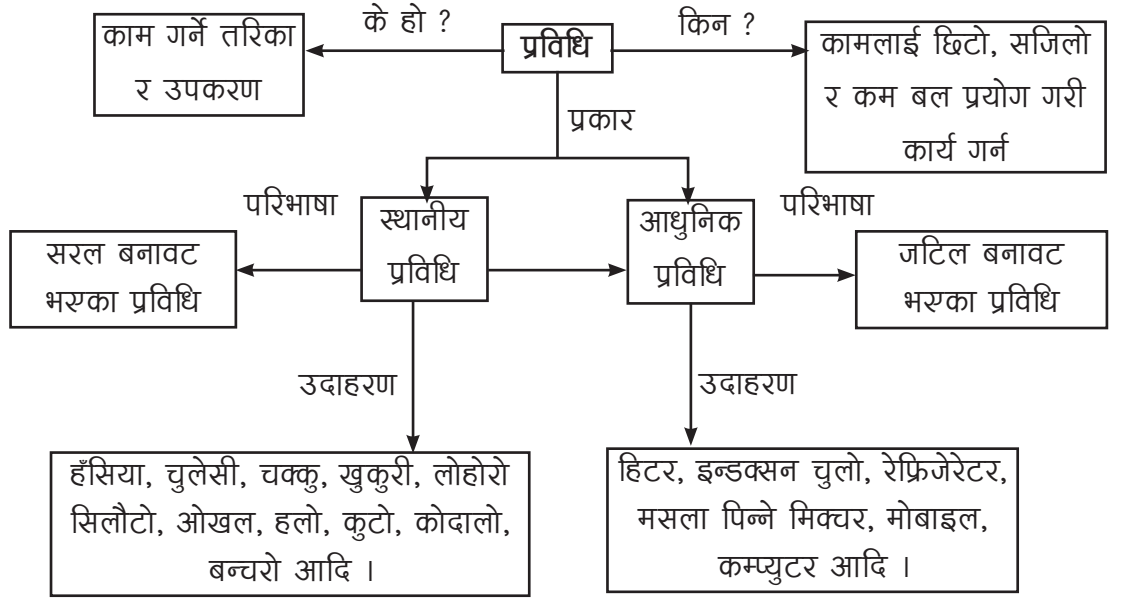 के हो ?
प्रविधि
किन ?
काम गर्ने तरिका
र उपकरण
कामलाई छिटो, सजिलो
र कम बल प्रयोग गरी
कार्य गर्न
प्रकार
परिभाषा
स्थानीय
प्रविधि
आधुनिक
प्रविधि
परिभाषा
सरल बनावट
भएका प्रविधि
जटिल बनावट
भएका प्रविधि
उदाहरण
उदाहरण
हँसिया, चुलेसी, चक्कु, खुकुरी, लोहोरो
सिलौटो, ओखल, हलो, कुटो, कोदालो,
बन्चरो आदि ।
हिटर, इन्डक्सन चुलो, रेफ्रिजेरेटर,
मसला पिन्ने मिक्चर, मोबाइल,
कम्प्युटर आदि ।